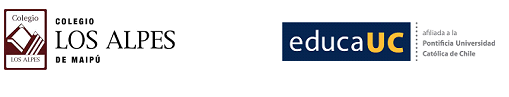 Colegio
LOS ALPES
COLEGIO
LOS ALPES
DE MAIPÚ
educaUC
afiliada a la
Pontificia Universidad
Católica de Chile